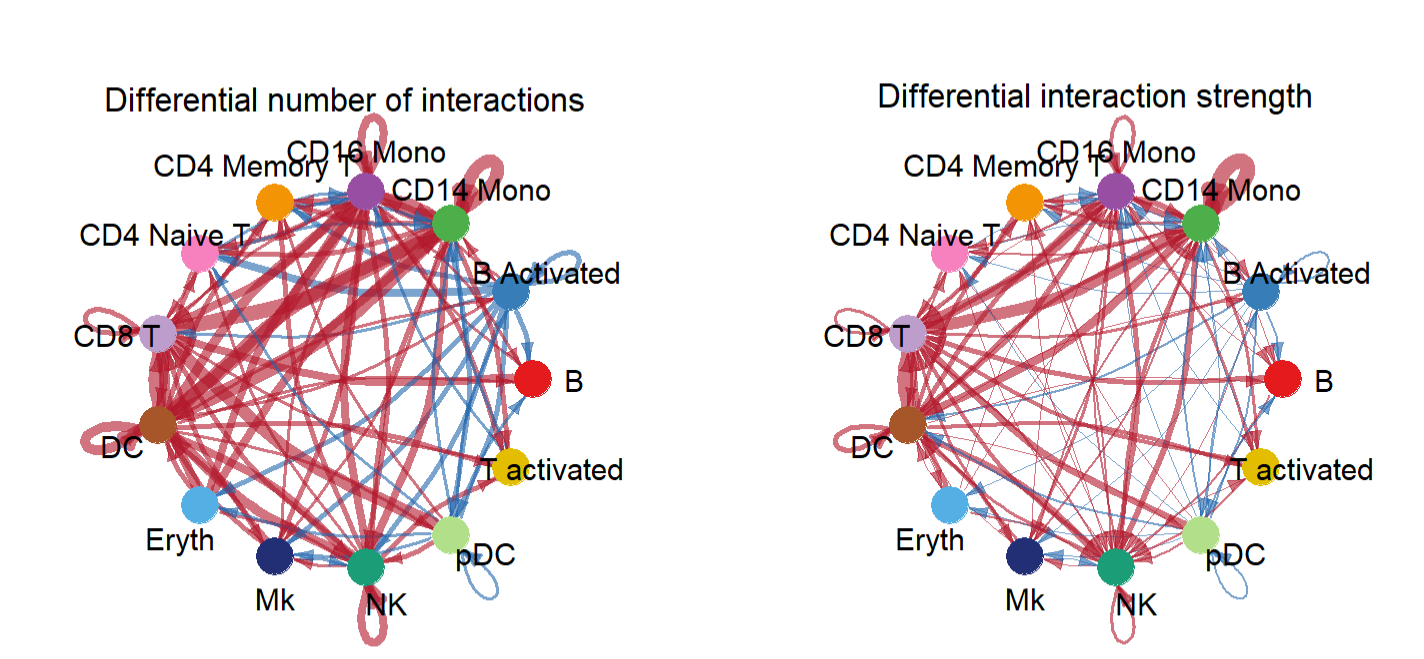 Differential number of interactions
CD16 Mono
CD4 Memory T
CD14 Mono
CD4 Naive T
B Activated
CD8 T
B
DC
T activated
Eryth
pDC
Mk
NK
Differential interaction strength
CD16 Mono
CD4 Memory T
CD14 Mono
CD4 Naive T
B Activated
CD8 T
B
DC
T activated
Eryth
pDC
Mk
NK